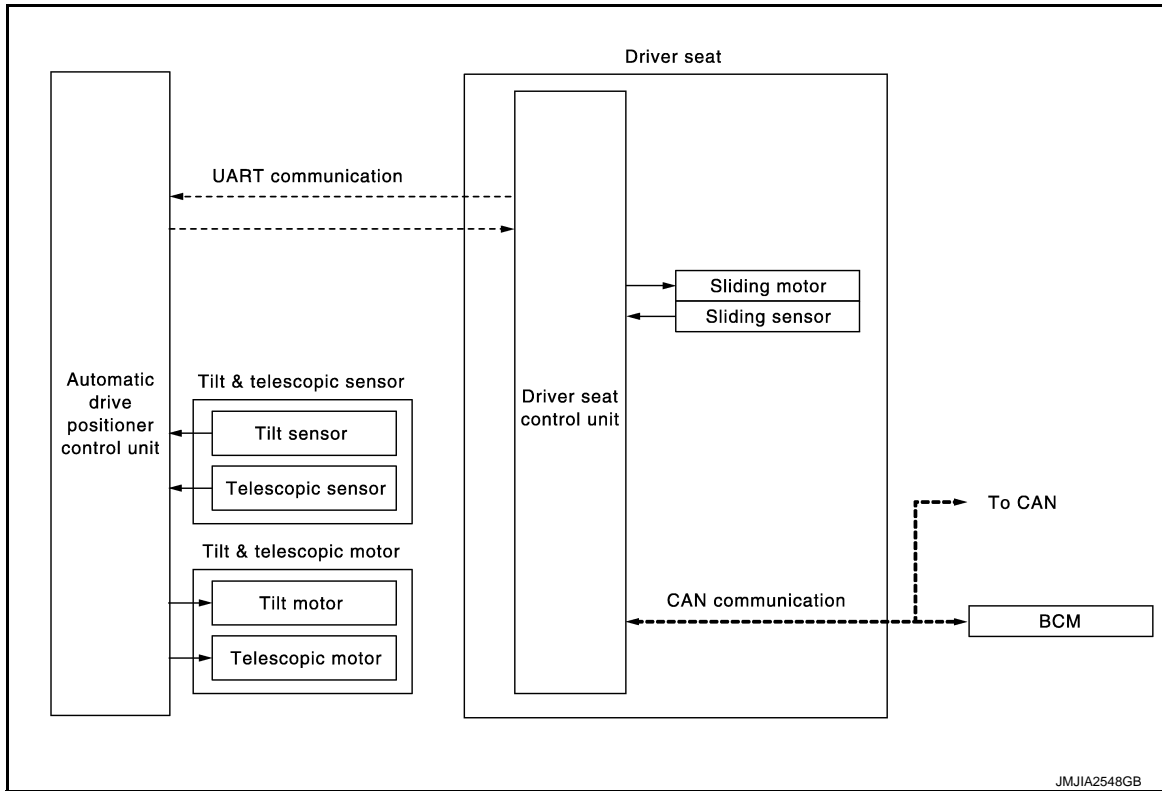 Driver seat
UART communication
Sliding motor
Sliding sensor
Automatic
drive
positioner
control unit
Tilt & telescopic sensor
Tilt sensor
Telescopic sensor
Driver seat
control unit
To CAN
Tilt & telescopic motor
Tilt motor
Telescopic motor
CAN communication
BCM
JMJIA2548GB